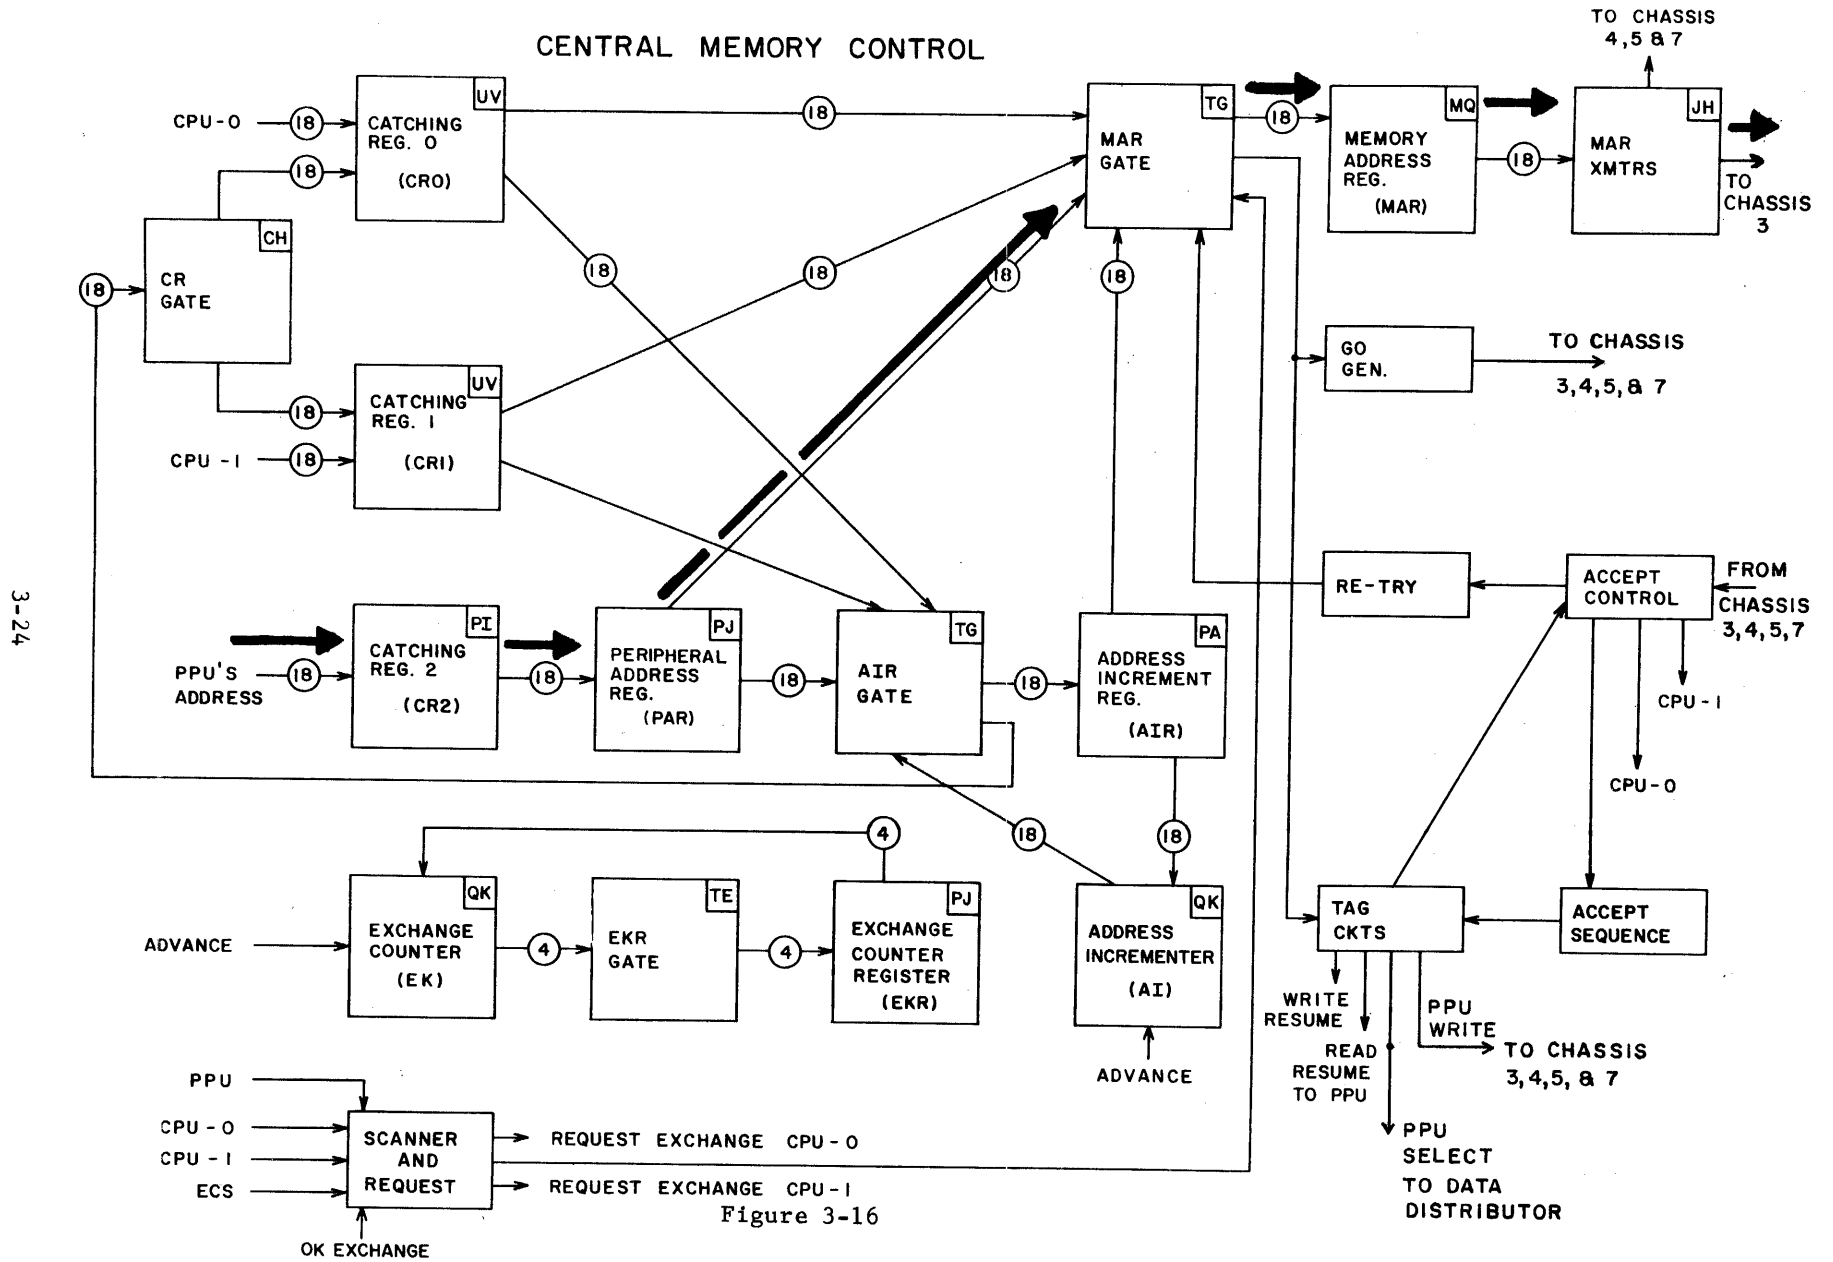 CENTRAL MEMORY CONTROL
TO CHASSIS
4,5 & 7
CPU-0
18
18
UV
CATCHING
REG. 0
(CR0)
18
TG
MAR
GATE
18
MQ
MEMORY
ADDRESS
REG.
(MAR)
18
JH
MAR
XMTRS
TO
CHASSIS
3
CH
CR
GATE
18
18
18
18
18
GO
GEN.
TO CHASSIS
3,4,5,& 7
18
CPU-1
18
UV
CATCHING
REG. 1
(CR1)
RE-TRY
ACCEPT
CONTROL
FROM
CHASSIS
3,4,5,7
CPU-1
CPU-0
3-24
PPU'S
ADDRESS
18
PI
CATCHING
REG. 2
(CR2)
18
PJ
PERIPHERAL
ADDRESS
REG.
(PAR)
18
TG
AIR
GATE
18
PA
ADDRESS
INCREMENT
REG.
(AIR)
4
18
18
ADVANCE
QK
EXCHANGE
COUNTER
(EK)
4
TE
EKR
GATE
4
PJ
EXCHANGE
COUNTER
REGISTER
(EKR)
QK
ADDRESS
INCREMENTER
(AI)
ADVANCE
TAG
CKTS
ACCEPT
SEQUENCE
WRITE
RESUME
READ
RESUME
TO PPU
PPU
WRITE
TO CHASSIS
3,4,5, & 7
PPU
SELECT
TO DATA
DISTRIBUTOR
PPU
CPU-0
CPU-1
ECS
SCANNER
AND
REQUEST
REQUEST EXCHANGE CPU-0
REQUEST EXCHANGE CPU-1
OK EXCHANGE
Figure 3-16